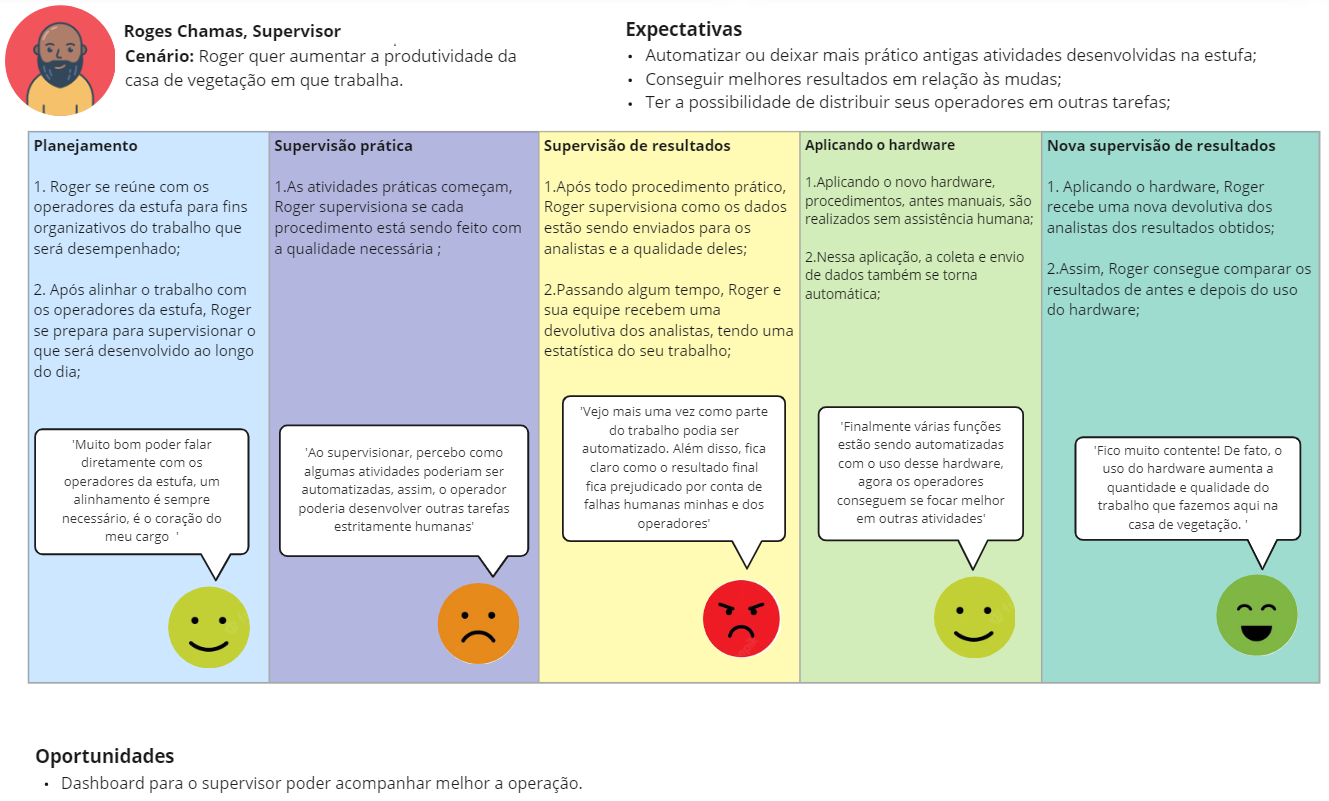 Roges Chamas, Supervisor
Cenário: Roger quer aumentar a produtividade da
casa de vegetação em que trabalha.
Expectativas
• Automatizar ou deixar mais prático antigas atividades desenvolvidas na estufa;
• Conseguir melhores resultados em relação às mudas;
• Ter a possibilidade de distribuir seus operadores em outras tarefas;
Planejamento
1. Roger se reúne com os
operadores da estufa para fins
organizativos do trabalho que
será desempenhado;
2. Após alinhar o trabalho com
os operadores da estufa, Roger
se prepara para supervisionar o
que será desenvolvido ao longo
do dia;
'Muito bom poder falar
diretamente com os
operadores da estufa, um
alinhamento é sempre
necessário, é o coração do
meu cargo '
Supervisão prática
1.As atividades práticas começam,
Roger supervisiona se cada
procedimento está sendo feito com
a qualidade necessária ;
'Ao supervisionar, percebo como
algumas atividades poderiam ser
automatizadas, assim, o operador
poderia desenvolver outras tarefas
estritamente humanas'
Supervisão de resultados
1.Após todo procedimento prático,
Roger supervisiona como os dados
estão sendo enviados para os
analistas e a qualidade deles;
2.Passando algum tempo, Roger e
sua equipe recebem uma
devolutiva dos analistas, tendo uma
estatística do seu trabalho;
'Vejo mais uma vez como parte
do trabalho podia ser
automatizado. Além disso, fica
claro como o resultado final
fica prejudicado por conta de
falhas humanas minhas e dos
operadores'
Aplicando o hardware
1.Aplicando o novo hardware,
procedimentos, antes manuais, são
realizados sem assistência humana;
2.Nessa aplicação, a coleta e envio
de dados também se torna
automática;
'Finalmente várias funções
estão sendo automatizadas
com o uso desse hardware,
agora os operadores
conseguem se focar melhor
em outras atividades'
Nova supervisão de resultados
1. Aplicando o hardware, Roger
recebe uma nova devolutiva dos
analistas dos resultados obtidos;
2.Assim, Roger consegue comparar os
resultados de antes e depois do uso
do hardware;
'Fico muito contente! De fato, o
uso do hardware aumenta a
quantidade e qualidade do
trabalho que fazemos aqui na
casa de vegetação. '
Oportunidades
• Dashboard para o supervisor poder acompanhar melhor a operação.